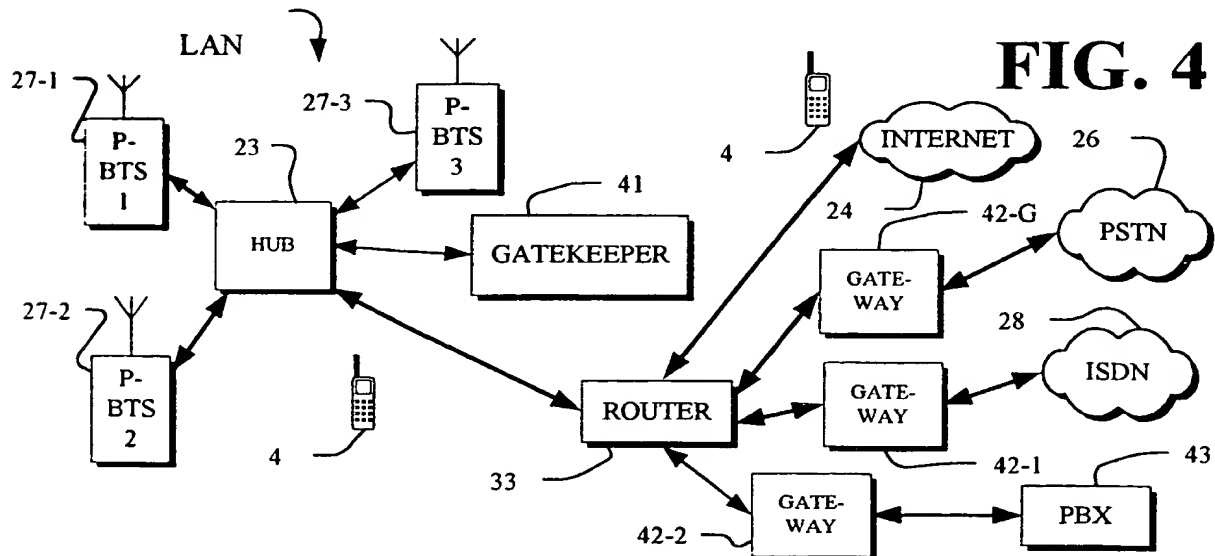 FIG. 4
LAN
27-1
P-
BTS
1
27-3
P-
BTS
3
23
HUB
41
GATEKEEPER
27-2
P-
BTS
2
4
4
INTERNET
24
26
PSTN
42-G
GATE-
WAY
28
ISDN
ROUTER
33
GATE-
WAY
42-1
GATE-
WAY
42-2
43
PBX